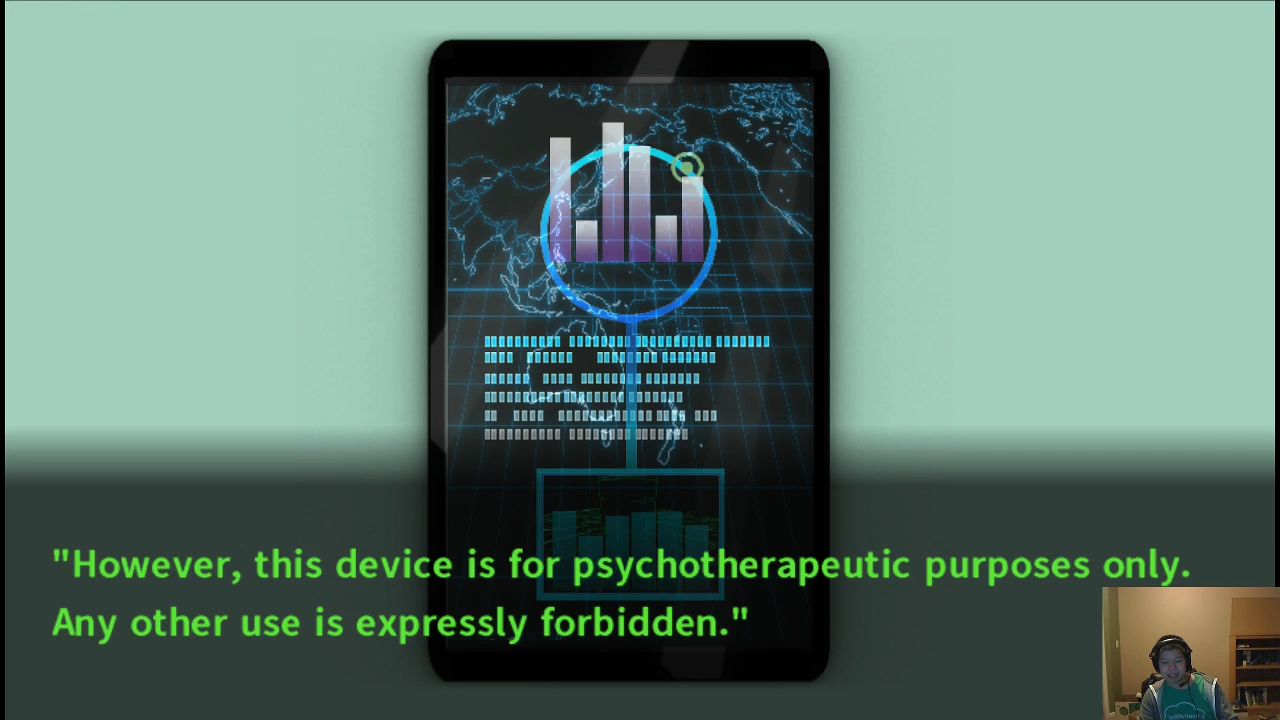 "However, this device is for psychotherapeutic purposes only.
Any other use is expressly forbidden."